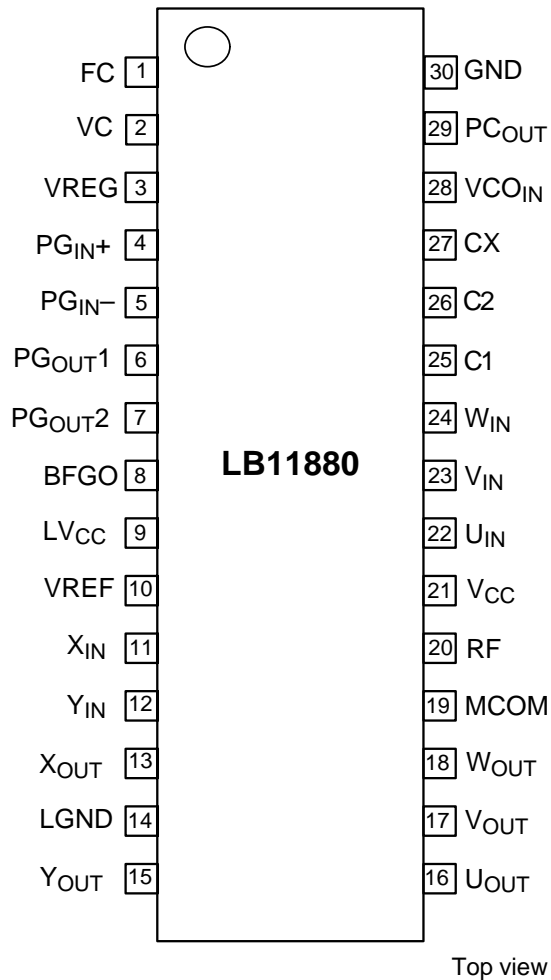 FC 1
VC 2
VREG 3
PGIN+ 4
PGIN– 5
PGOUT1 6
PGOUT2 7
BFGO 8
LVCC 9
VREF 10
XIN 11
YIN 12
XOUT 13
LGND 14
YOUT 15
LB11880
30 GND
29 PCOUT
28 VCOIN
27 CX
26 C2
25 C1
24 WIN
23 VIN
22 UIN
21 VCC
20 RF
19 MCOM
18 WOUT
17 VOUT
16 UOUT
Top view